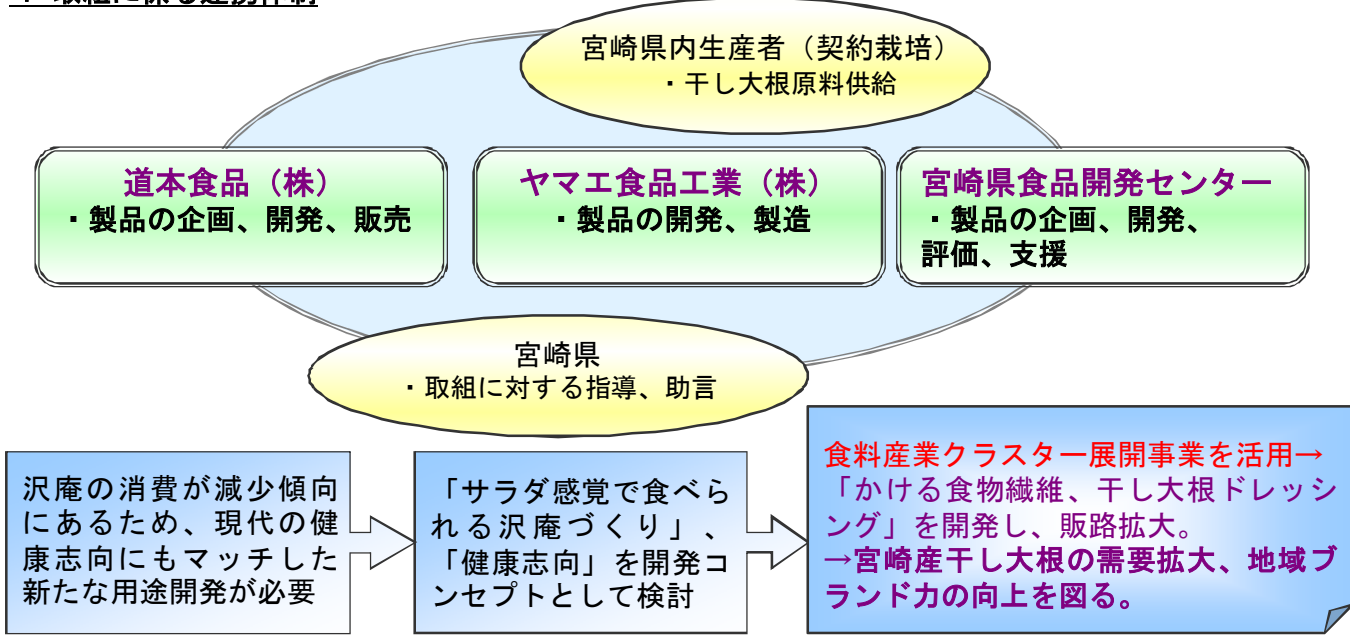 取組に係る連携体制
宮崎県内生産者（契約栽培）
・干し大根原料供給
道本食品（株）
・製品の企画、開発、販売
ヤマエ食品工業（株）
・製品の開発、製造
宮崎県食品開発センター
・製品の企画、開発、
評価、支援
宮崎県
・取組に対する指導、助言
沢庵の消費が減少傾向
にあるため、現代の健
康志向にもマッチした
新たな用途開発が必要
「サラダ感覚で食べら
れる沢庵づくり」、
「健康志向」を開発コ
ンセプトとして検討
食料産業クラスター展開事業を活用→
「かける食物繊維、干し大根ドレッシ
ング」を開発し、販路拡大。
→宮崎産干し大根の需要拡大、地域ブ
ランド力の向上を図る。